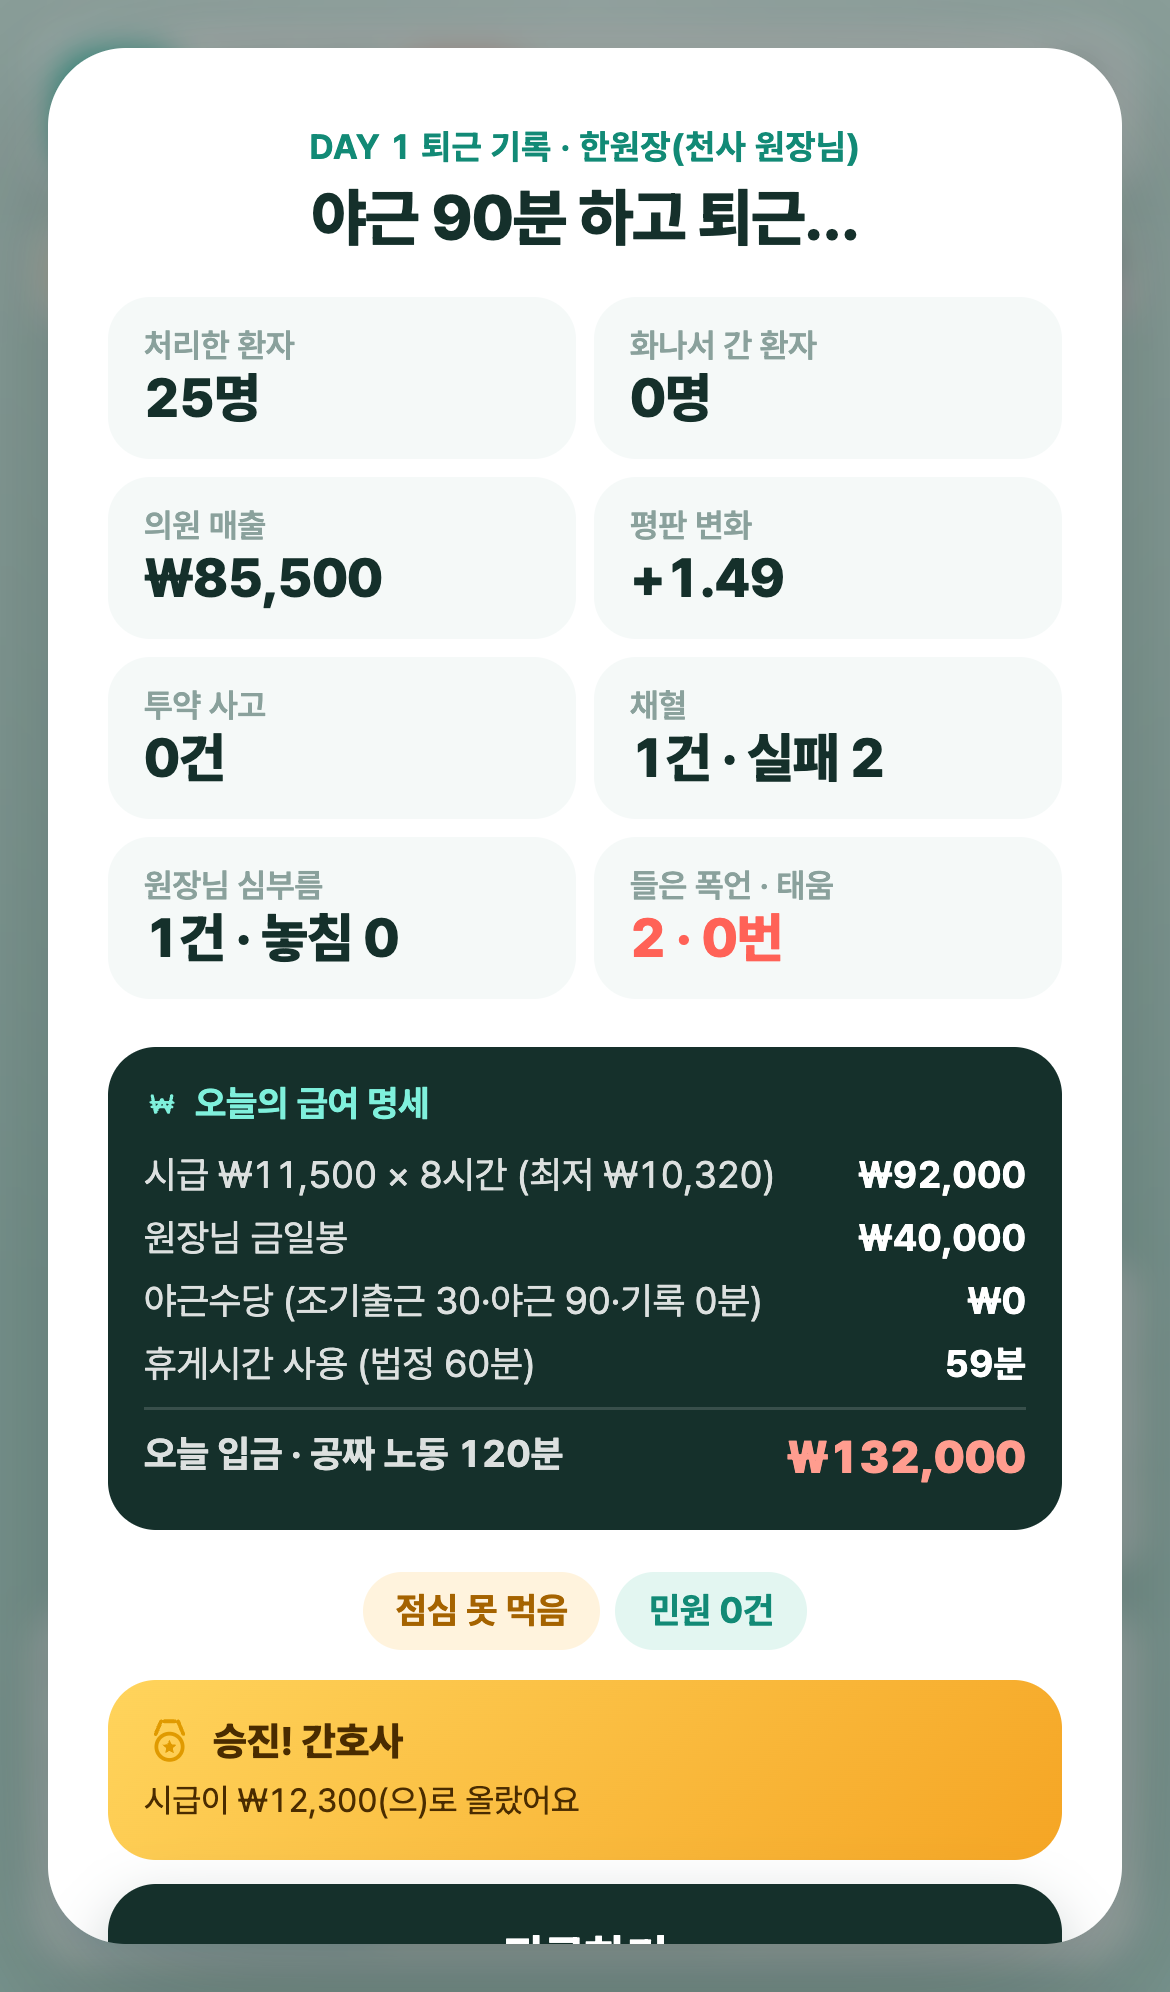 DAY 1 퇴근 기록 · 한원장(천사 원장님)
야근 90분 하고 퇴근...
처리한 환자
25명
화나서 간 환자
0명
의원 매출
₩85,500
평판 변화
+1.49
투약 사고
0건
채혈
1건 · 실패 2
원장님 심부름
1건 · 놓침 0
들은 폭언 · 태움
2 · 0번
₩ 오늘의 급여 명세
시급 ₩11,500 × 8시간 (최저 ₩10,320) ₩92,000
원장님 금일봉 ₩40,000
야근수당 (조기출근 30·야근 90·기록 0분) ₩0
휴게시간 사용 (법정 60분) 59분
오늘 입금 · 공짜 노동 120분 ₩132,000
점심 못 먹음
민원 0건
승진! 간호사
시급이 ₩12,300(으)로 올랐어요